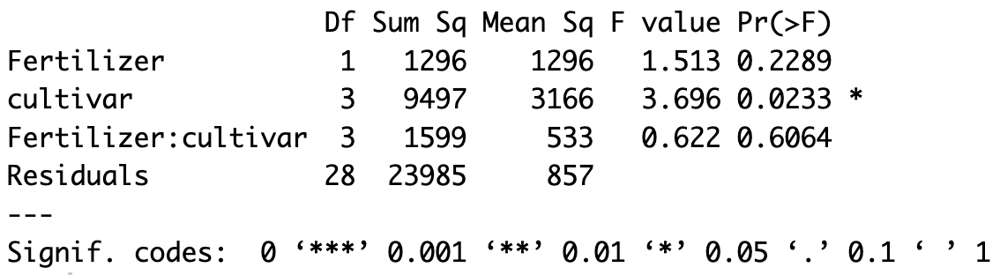 Df Sum Sq Mean Sq F value Pr(>F)
Fertilizer 1 1296 1296 1.513 0.2289
cultivar 3 9497 3166 3.696 0.0233 *
Fertilizer:cultivar 3 1599 533 0.622 0.6064
Residuals 28 23985 857
---
Signif. codes: 0 ‘***’ 0.001 ‘**’ 0.01 ‘*’ 0.05 ‘.’ 0.1 ‘ ’ 1